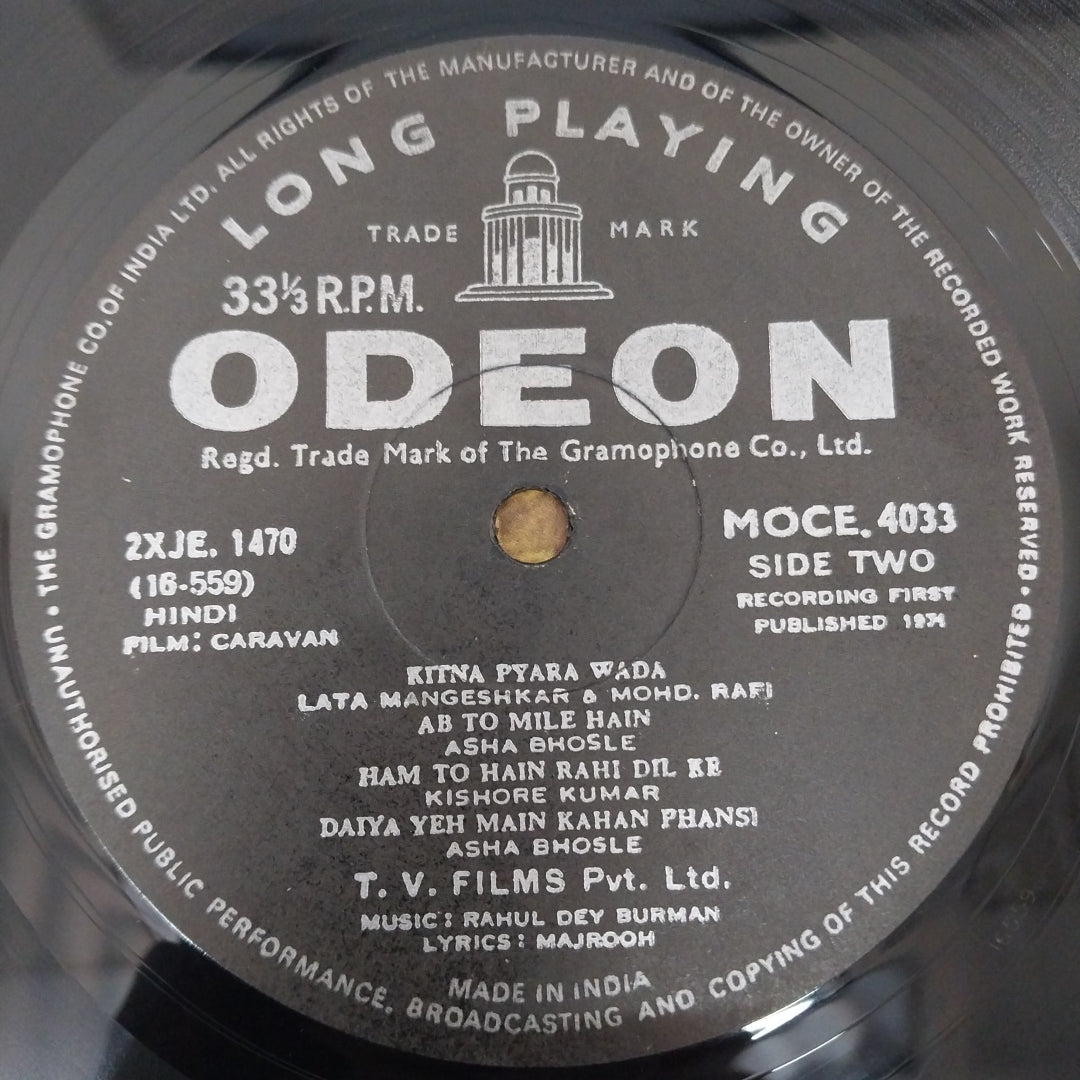 THE GRAMOPHONE CO. OF INDIA LTD. ALL RIGHTS OF THE MANUFACTURER AND OF THE OWNER OF THE RECORDED WORK RESERVED • UNAUTHORISED PUBLIC PERFORMANCE, BROADCASTING AND COPYING OF THIS RECORD PROHIBITED •
LONG PLAYING
TRADE MARK
33⅓ R.P.M.
ODEON
Regd. Trade Mark of The Gramophone Co., Ltd.
2XJE. 1470
(16-559)
HINDI
FILM: CARAVAN
MOCE. 4033
SIDE TWO
RECORDING FIRST
PUBLISHED
KITNA PYARA WADA
LATA MANGESHKAR & MOHD. RAFI
AB TO MILE HAIN
ASHA BHOSLE
HAM TO HAIN RAHI DIL KE
KISHORE KUMAR
DAIYA YEH MAIN KAHAN PHANSI
ASHA BHOSLE
T. V. FILMS Pvt. Ltd.
MUSIC: RAHUL DEY BURMAN
LYRICS: MAJROOH
MADE IN INDIA